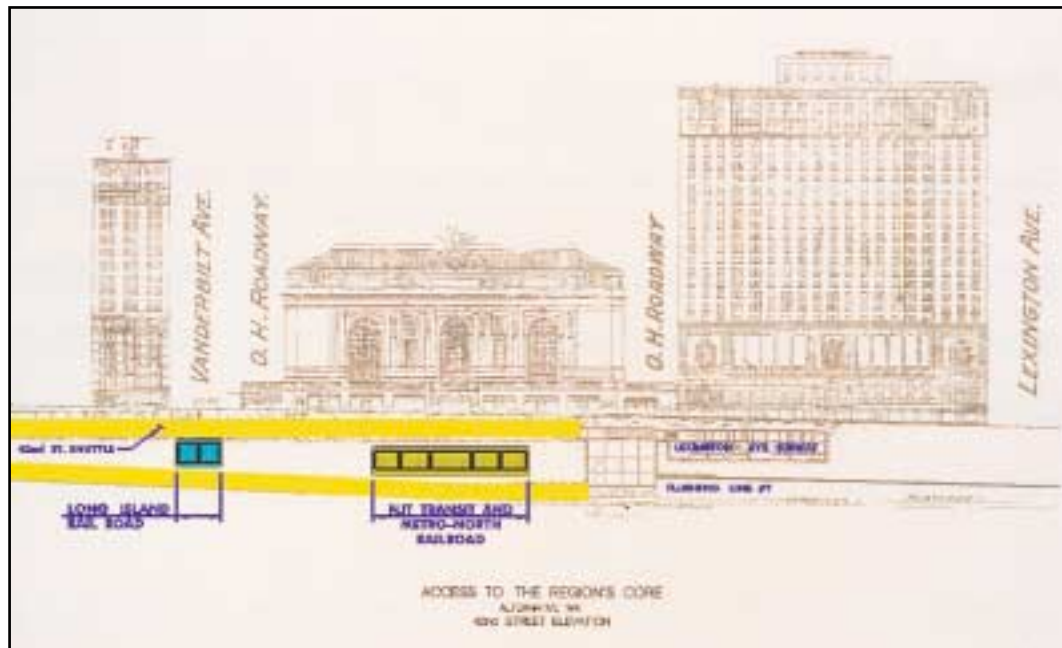 VANDERBILT AVE.
O.H. ROADWAY.
O.H. ROADWAY
LEXINGTON AVE.
42nd ST. SHUTTLE
LEXINGTON AVE. SUBWAY
LONG ISLAND
RAIL ROAD
NJT TRANSIT AND
METRO-NORTH
RAILROAD
FLUSHING LINE
ACCESS TO THE REGION'S CORE
42nd STREET ELEVATION